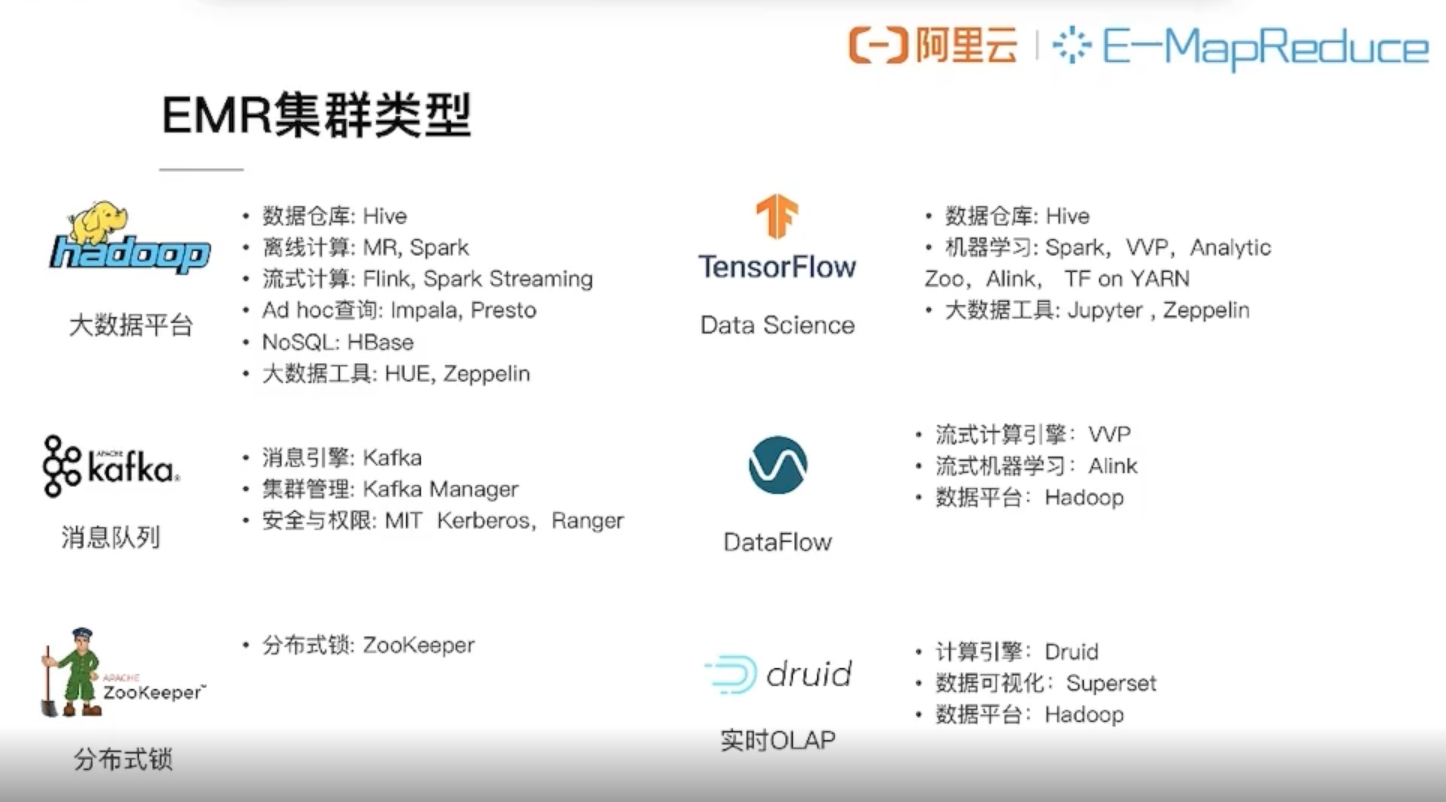 阿里云 | E-MapReduce
EMR集群类型
hadoop
大数据平台
• 数据仓库: Hive
• 离线计算: MR, Spark
• 流式计算: Flink, Spark Streaming
• Ad hoc查询: Impala, Presto
• NoSQL: HBase
• 大数据工具: HUE, Zeppelin
TensorFlow
Data Science
• 数据仓库: Hive
• 机器学习: Spark，VVP，Analytic
Zoo，Alink， TF on YARN
• 大数据工具: Jupyter , Zeppelin
APACHE
kafka®
消息队列
• 消息引擎: Kafka
• 集群管理: Kafka Manager
• 安全与权限: MIT Kerberos，Ranger
DataFlow
• 流式计算引擎：VVP
• 流式机器学习：Alink
• 数据平台：Hadoop
APACHE
ZooKeeper™
分布式锁
• 分布式锁: ZooKeeper
druid
实时OLAP
• 计算引擎：Druid
• 数据可视化：Superset
• 数据平台：Hadoop